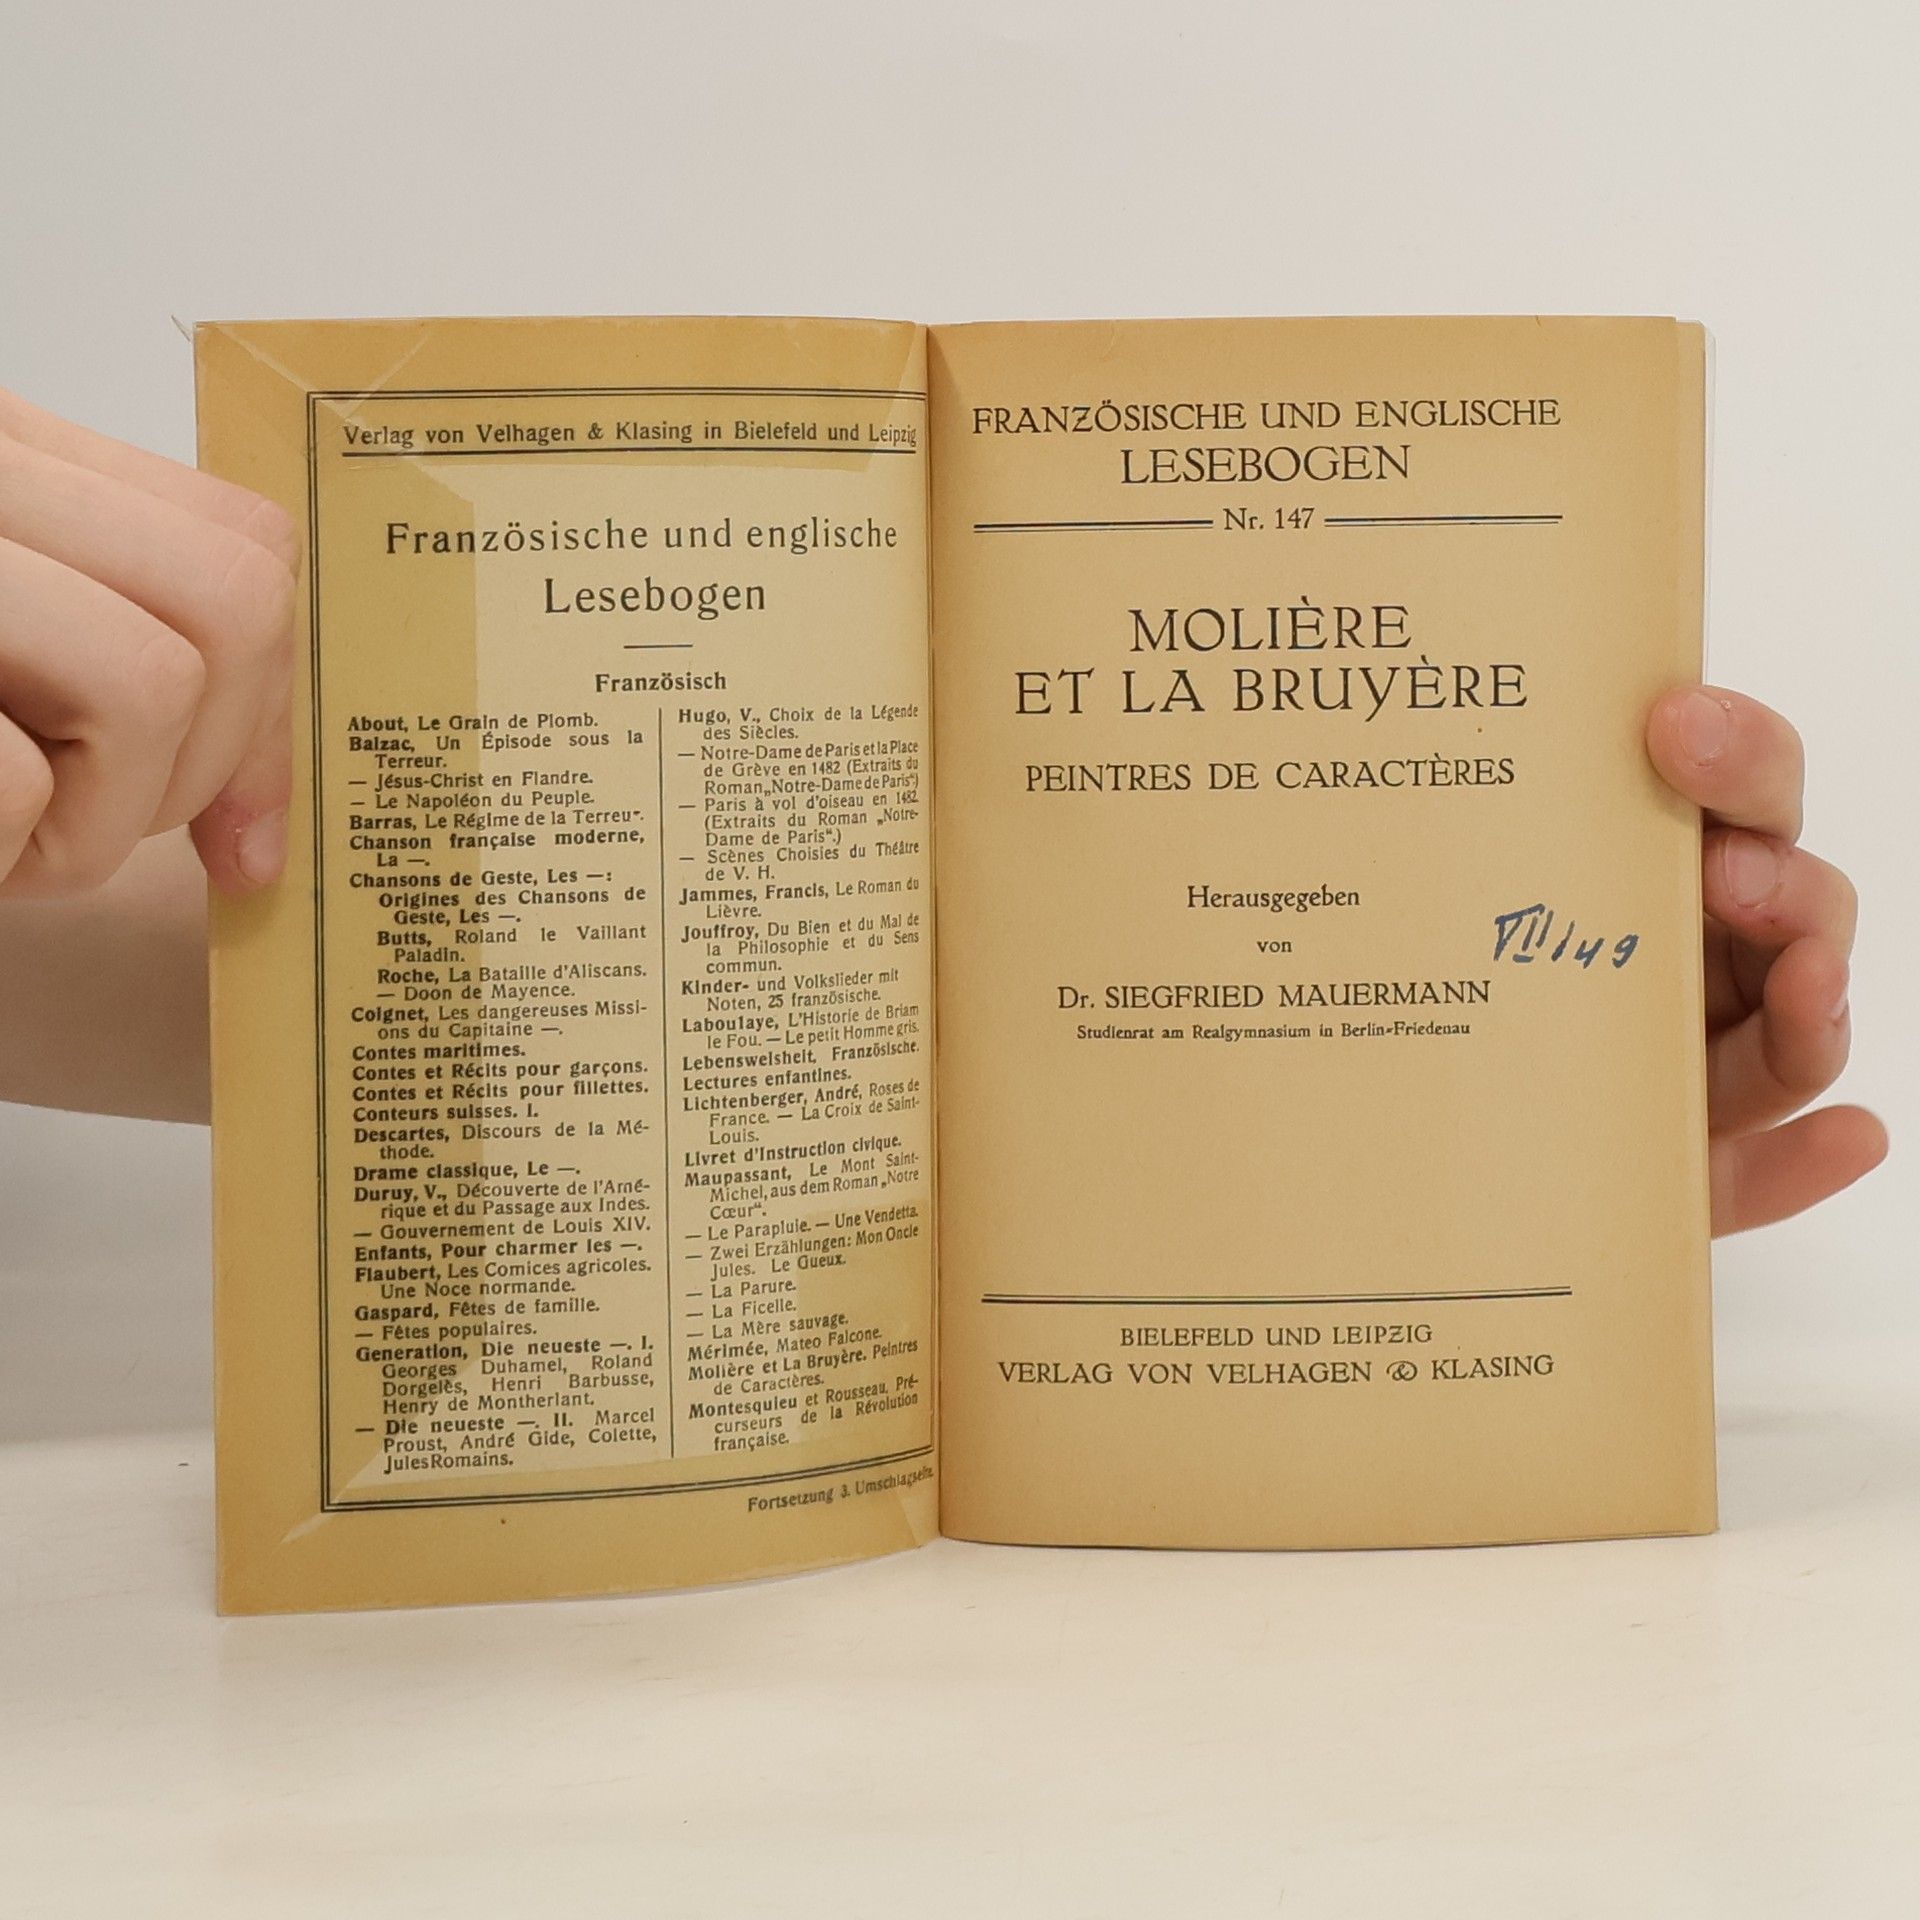 Verlag von Velhagen & Klasing in Bielefeld und Leipzig
Französische und englische
Lesebogen
Französisch
About, Le Grain de Plomb.
Balzac, Un Épisode sous la
Terreur.
— Jésus-Christ en Flandre.
— Le Napoléon du Peuple.
Barras, Le Régime de la Terreur.
Chanson française moderne,
La —.
Chansons de Geste, Les —:
Origines des Chansons de
Geste, Les —.
Butts, Roland le Vaillant
Paladin.
Roche, La Bataille d'Aliscans.
— Doon de Mayence.
Coignet, Les dangereuses Missi-
ons du Capitaine —.
Contes maritimes.
Contes et Récits pour garçons.
Contes et Récits pour fillettes.
Conteurs suisses. I.
Descartes, Discours de la Mé-
thode.
Drame classique, Le —.
Duruy, V., Découverte de l'Amé-
rique et du Passage aux Indes.
— Gouvernement de Louis XIV.
Enfants, Pour charmer les —.
Flaubert, Les Comices agricoles.
Une Noce normande.
Gaspard, Fêtes de famille.
— Fêtes populaires.
Generation, Die neueste —. I.
Georges Duhamel, Roland
Dorgelès, Henri Barbusse,
Henry de Montherlant.
— Die neueste —. II. Marcel
Proust, André Gide, Colette,
Jules Romains.
Hugo, V., Choix de la Légende
des Siècles.
— Notre-Dame de Paris et la Place
de Grève en 1482 (Extraits du
Roman „Notre-Dame de Paris“.)
— Paris à vol d'oiseau en 1482.
(Extraits du Roman „Notre-
Dame de Paris“.)
— Scènes Choisies du Théâtre
de V. H.
Jammes, Francis, Le Roman du
Lièvre.
Jouffroy, Du Bien et du Mal de
la Philosophie et du Sens
commun.
Kinder- und Volkslieder mit
Noten, 25 französische.
Laboulaye, L'Histoire de Briam
le Fou. — Le petit Homme gris.
Lebensweisheit, Französische.
Lectures enfantines.
Lichtenberger, André, Roses de
France. — La Croix de Saint-
Louis.
Livret d'Instruction civique.
Maupassant, Le Mont Saint-
Michel, aus dem Roman „Notre
Cœur“.
— Le Parapluie. — Une Vendetta.
— Zwei Erzählungen: Mon Oncle
Jules. Le Gueux.
— La Parure.
— La Ficelle.
— La Mère sauvage.
Mérimée, Mateo Falcone.
Molière et La Bruyère. Peintres
de Caractères.
Montesquieu et Rousseau. Pré-
curseurs de la Révolution
française.
Fortsetzung 3. Umschlagseite.
FRANZÖSISCHE UND ENGLISCHE
LESEBOGEN
Nr. 147
MOLIÈRE
ET LA BRUYÈRE
PEINTRES DE CARACTÈRES
Herausgegeben
von
VII/49
Dr. SIEGFRIED MAUERMANN
Studienrat am Realgymnasium in Berlin-Friedenau
BIELEFELD UND LEIPZIG
VERLAG VON VELHAGEN & KLASING